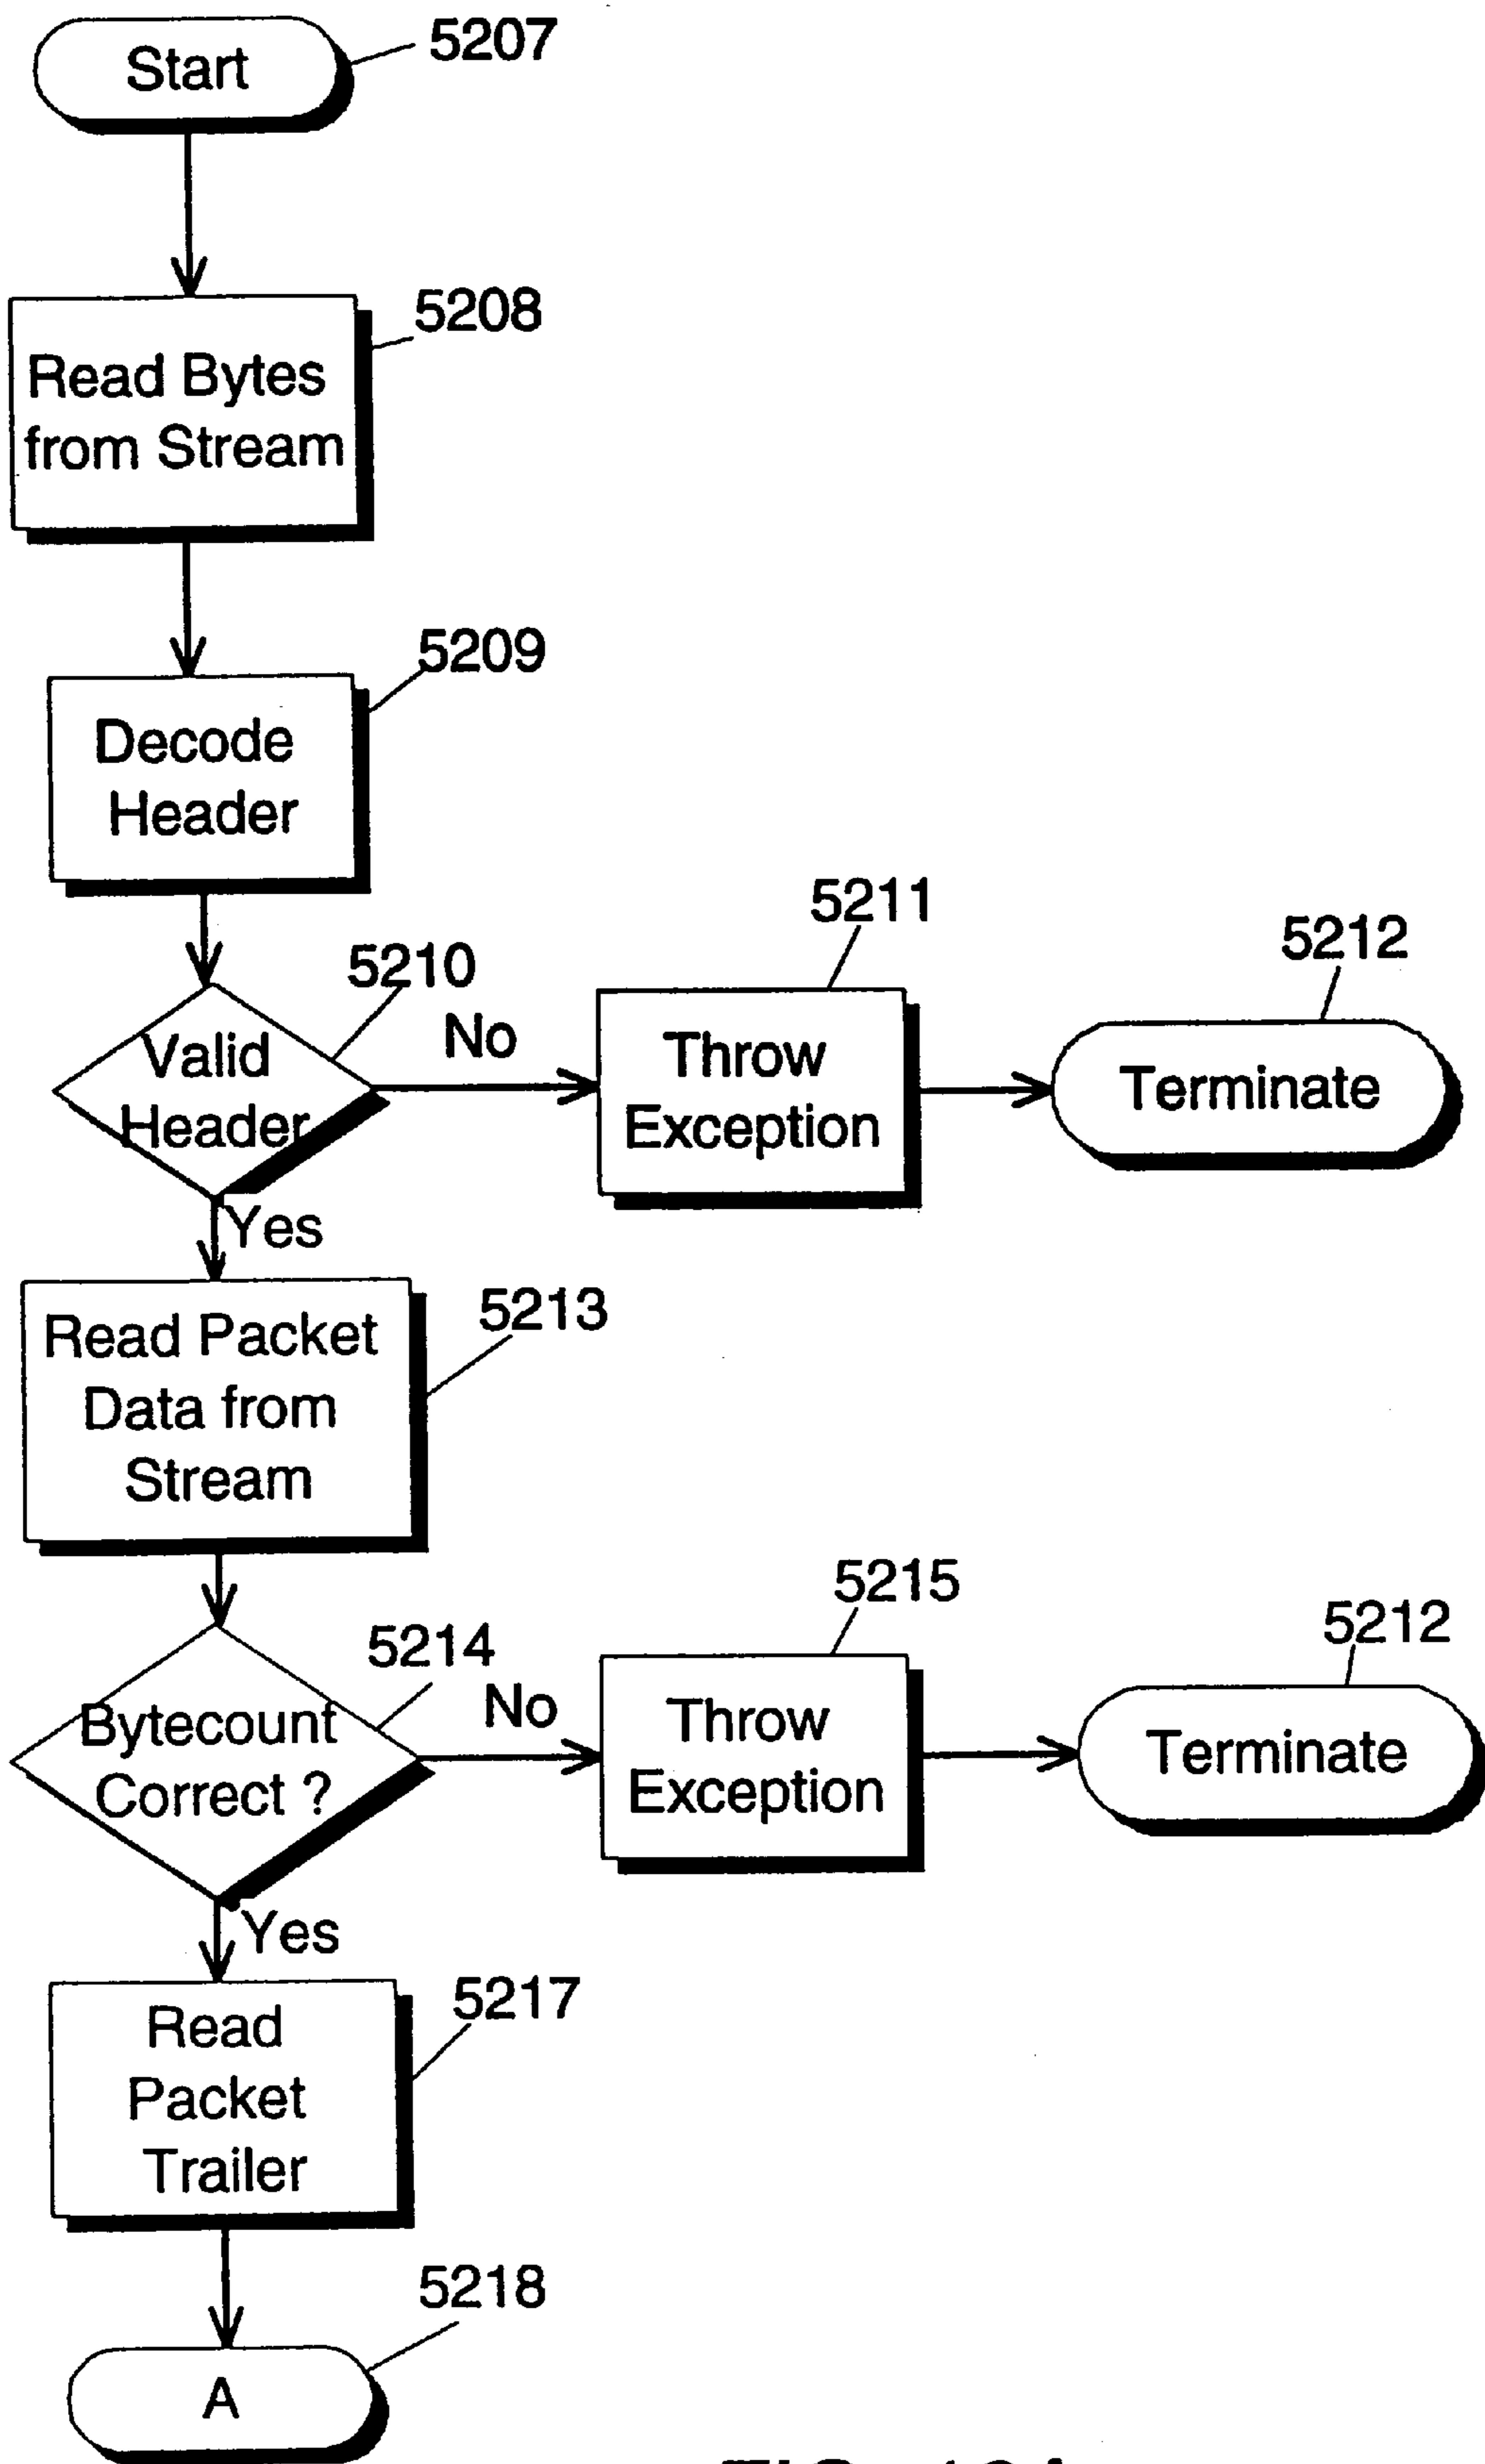 Start
5207
5208
Read Bytes
from Stream
5209
Decode
Header
5210
Valid
Header
No
5211
Throw
Exception
5212
Terminate
Yes
5213
Read Packet
Data from
Stream
5214
Bytecount
Correct ?
No
5215
Throw
Exception
5212
Terminate
Yes
5217
Read
Packet
Trailer
5218
A